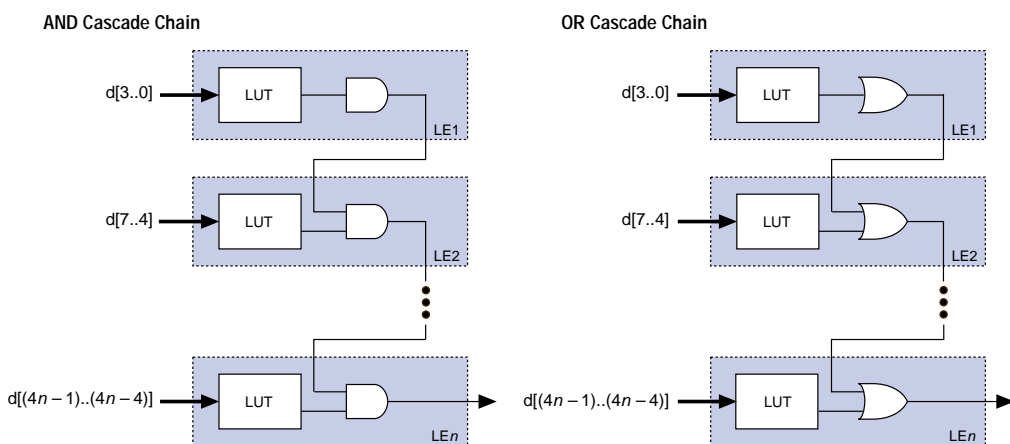 AND Cascade Chain
d[3..0]
LUT
LE1
d[7..4]
LUT
LE2
d[(4n – 1)..(4n – 4)]
LUT
LEn
OR Cascade Chain
d[3..0]
LUT
LE1
d[7..4]
LUT
LE2
d[(4n – 1)..(4n – 4)]
LUT
LEn